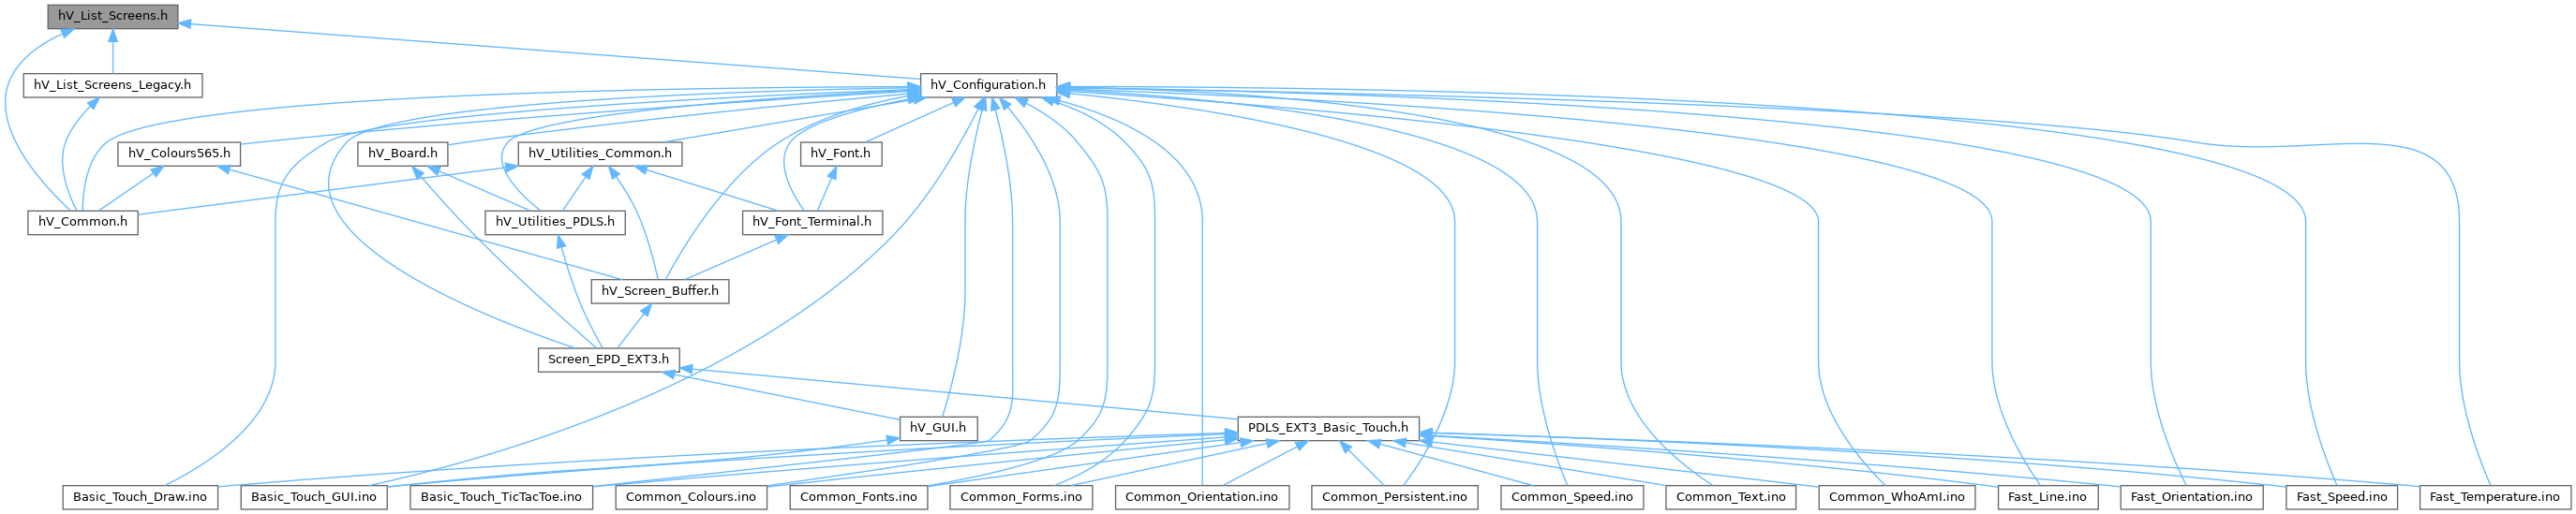 hV_List_Screens.h
hV_List_Screens_Legacy.h
hV_Configuration.h
hV_Colours565.h
hV_Board.h
hV_Utilities_Common.h
hV_Font.h
hV_Common.h
hV_Utilities_PDLS.h
hV_Font_Terminal.h
hV_Screen_Buffer.h
Screen_EPD_EXT3.h
hV_GUI.h
PDLS_EXT3_Basic_Touch.h
Basic_Touch_Draw.ino
Basic_Touch_GUI.ino
Basic_Touch_TicTacToe.ino
Common_Colours.ino
Common_Fonts.ino
Common_Forms.ino
Common_Orientation.ino
Common_Persistent.ino
Common_Speed.ino
Common_Text.ino
Common_WhoAmI.ino
Fast_Line.ino
Fast_Orientation.ino
Fast_Speed.ino
Fast_Temperature.ino